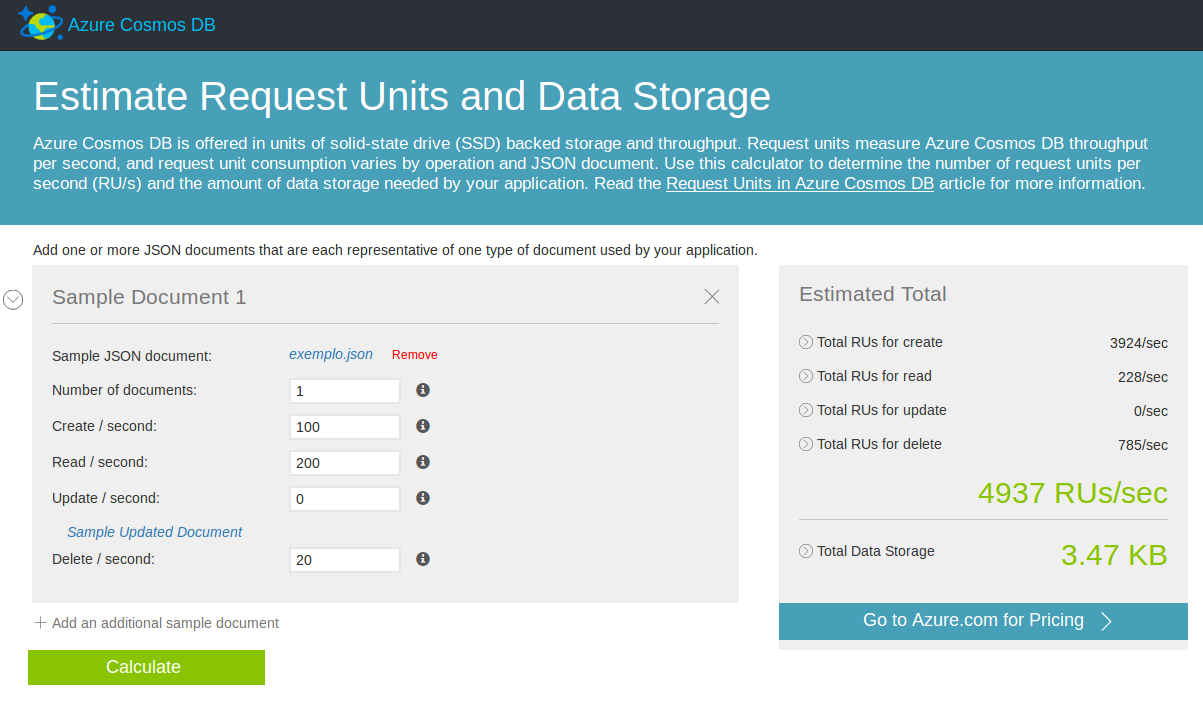 Azure Cosmos DB
Estimate Request Units and Data Storage
Azure Cosmos DB is offered in units of solid-state drive (SSD) backed storage and throughput. Request units measure Azure Cosmos DB throughput
per second, and request unit consumption varies by operation and JSON document. Use this calculator to determine the number of request units per
second (RU/s) and the amount of data storage needed by your application. Read the Request Units in Azure Cosmos DB article for more information.
Add one or more JSON documents that are each representative of one type of document used by your application.
Sample Document 1
Sample JSON document: exemplo.json Remove
Number of documents: 1
Create / second: 100
Read / second: 200
Update / second: 0
Sample Updated Document
Delete / second: 20
Add an additional sample document
Calculate
Estimated Total
Total RUs for create 3924/sec
Total RUs for read 228/sec
Total RUs for update 0/sec
Total RUs for delete 785/sec
4937 RUs/sec
Total Data Storage 3.47 KB
Go to Azure.com for Pricing